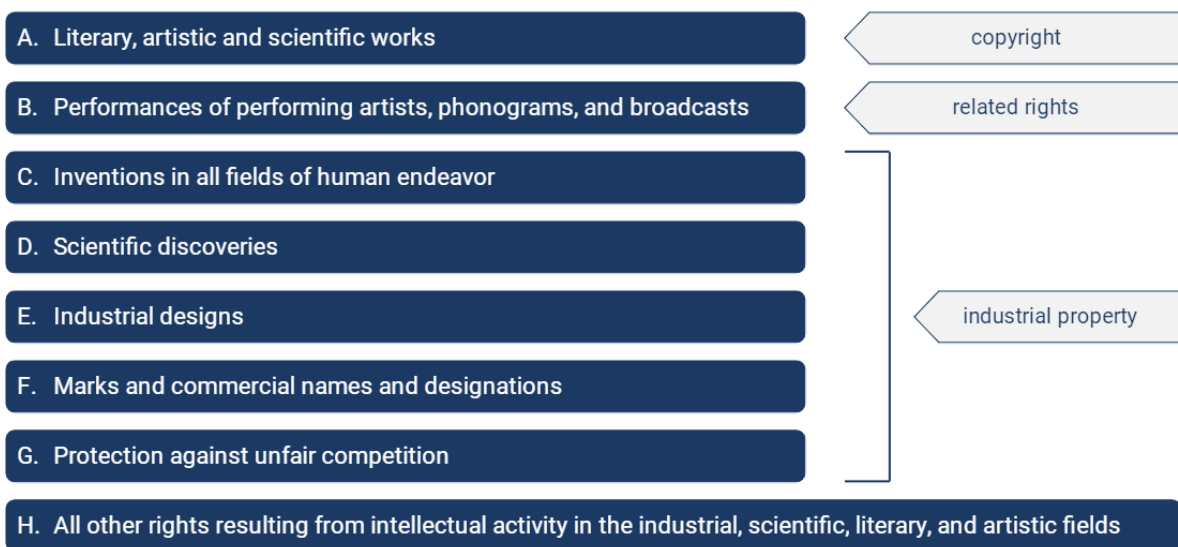 A. Literary, artistic and scientific works
copyright
B. Performances of performing artists, phonograms, and broadcasts
related rights
C. Inventions in all fields of human endeavor
D. Scientific discoveries
E. Industrial designs
industrial property
F. Marks and commercial names and designations
G. Protection against unfair competition
H. All other rights resulting from intellectual activity in the industrial, scientific, literary, and artistic fields